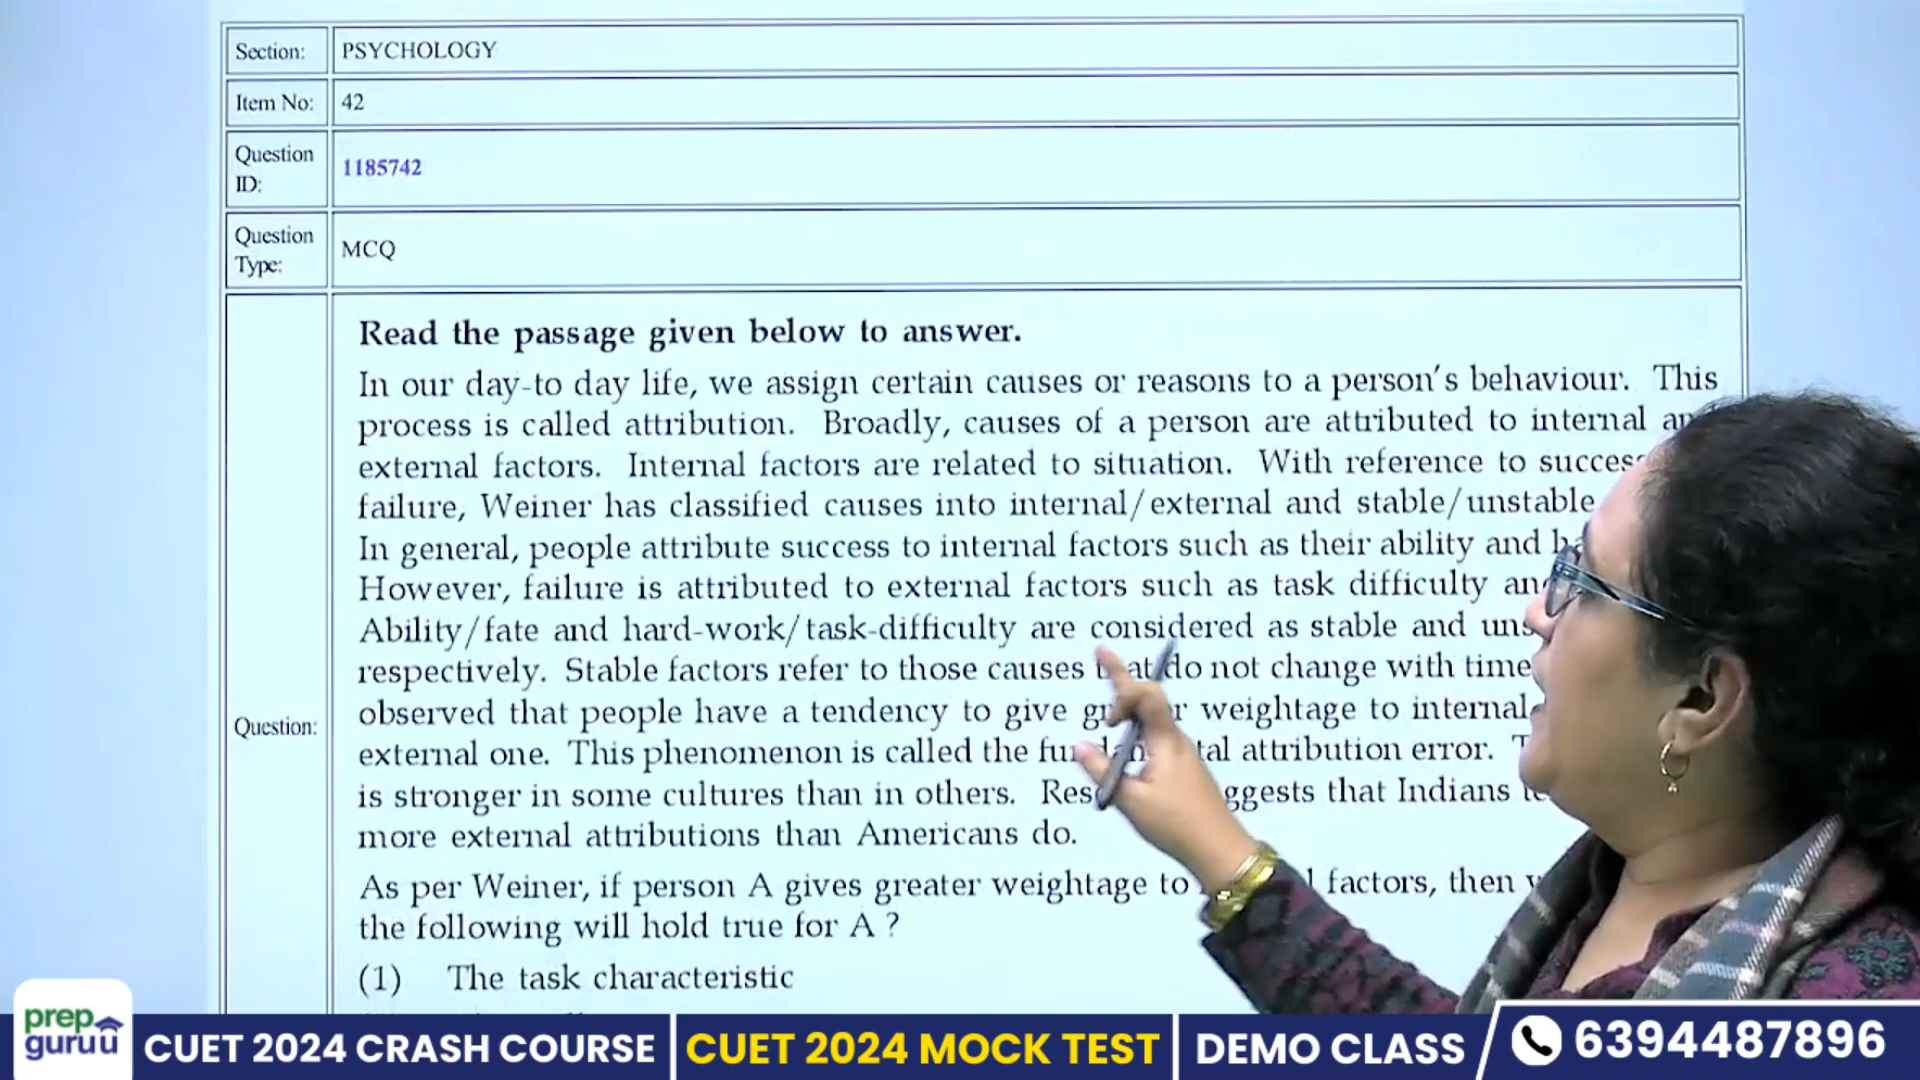 Section: PSYCHOLOGY
Item No: 42
Question ID: 1185742
Question Type: MCQ
Question:
Read the passage given below to answer.
In our day-to day life, we assign certain causes or reasons to a person's behaviour. This
process is called attribution. Broadly, causes of a person are attributed to internal
external factors. Internal factors are related to situation. With reference to
failure, Weiner has classified causes into internal/external and stable/unstable
In general, people attribute success to internal factors such as their ability and
However, failure is attributed to external factors such as task difficulty
Ability/fate and hard-work/task-difficulty are considered as stable and
respectively. Stable factors refer to those causes do not change with time
observed that people have a tendency to give weightage to internal
external one. This phenomenon is called the attribution error.
is stronger in some cultures than in others. that Indians
more external attributions than Americans do.
As per Weiner, if person A gives greater weightage to factors, then
the following will hold true for A ?
(1) The task characteristic
prep guruu
CUET 2024 CRASH COURSE
CUET 2024 MOCK TEST
DEMO CLASS
6394487896